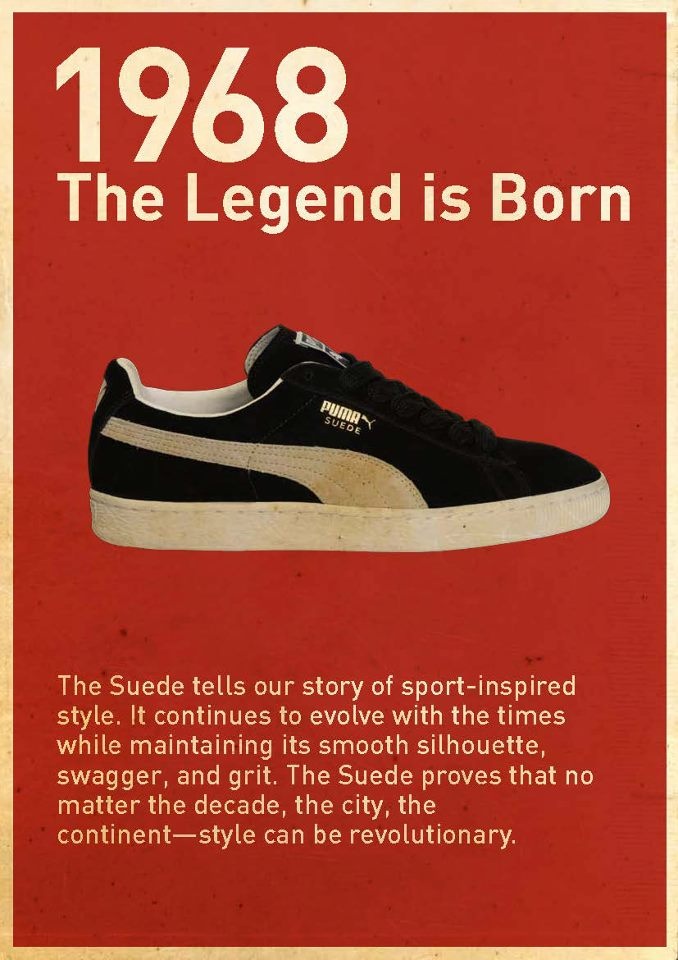 1968
The Legend is Born
PUMA
SUEDE
The Suede tells our story of sport-inspired
style. It continues to evolve with the times
while maintaining its smooth silhouette,
swagger, and grit. The Suede proves that no
matter the decade, the city, the
continent—style can be revolutionary.